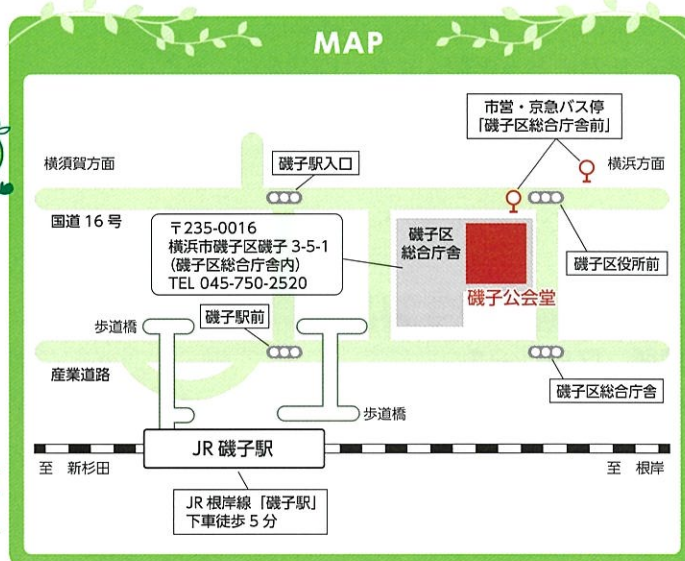 MAP
市営・京急バス停
「磯子区総合庁舎前」
横須賀方面
磯子駅入口
横浜方面
国道 16 号
〒235-0016
横浜市磯子区磯子 3-5-1
(磯子区総合庁舎内)
TEL 045-750-2520
磯子区
総合庁舎
磯子区役所前
磯子公会堂
歩道橋
磯子駅前
産業道路
磯子区総合庁舎
歩道橋
JR 磯子駅
至 新杉田
至 根岸
JR 根岸線「磯子駅」
下車徒歩 5 分